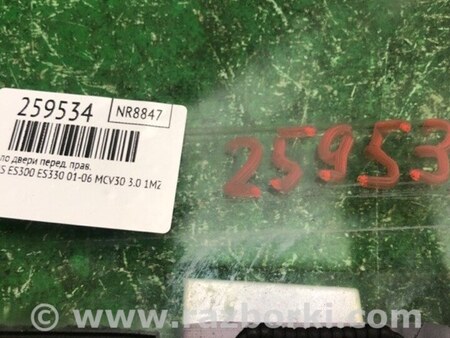 259534
NR8847
ло двери перед. прав.
S ES300 ES330 01-06 MCV30 3.0 1MZ
25953
© www.razborki.com